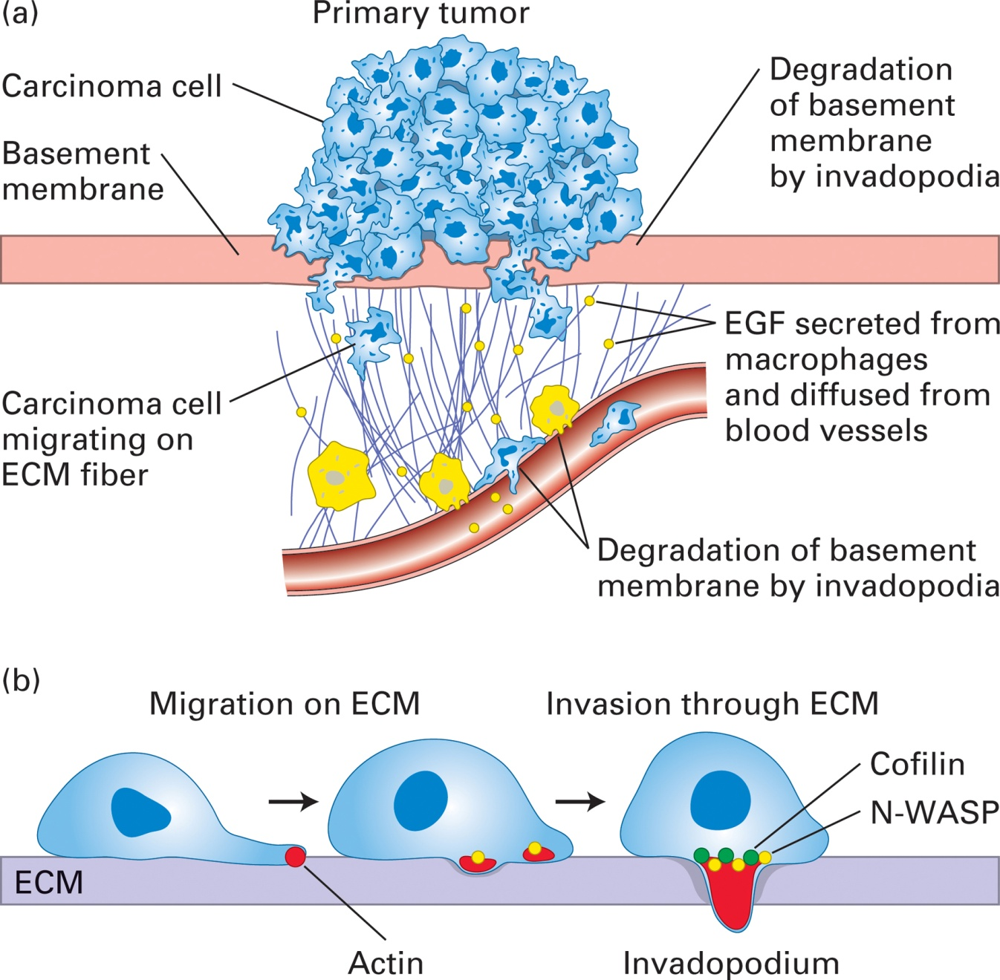 (a)
Primary tumor
Carcinoma cell
Basement
membrane
Degradation
of basement
membrane
by invadopodia
EGF secreted from
macrophages
and diffused from
blood vessels
Carcinoma cell
migrating on
ECM fiber
Degradation of basement
membrane by invadopodia
(b)
Migration on ECM
Invasion through ECM
Cofilin
N-WASP
ECM
Actin
Invadopodium